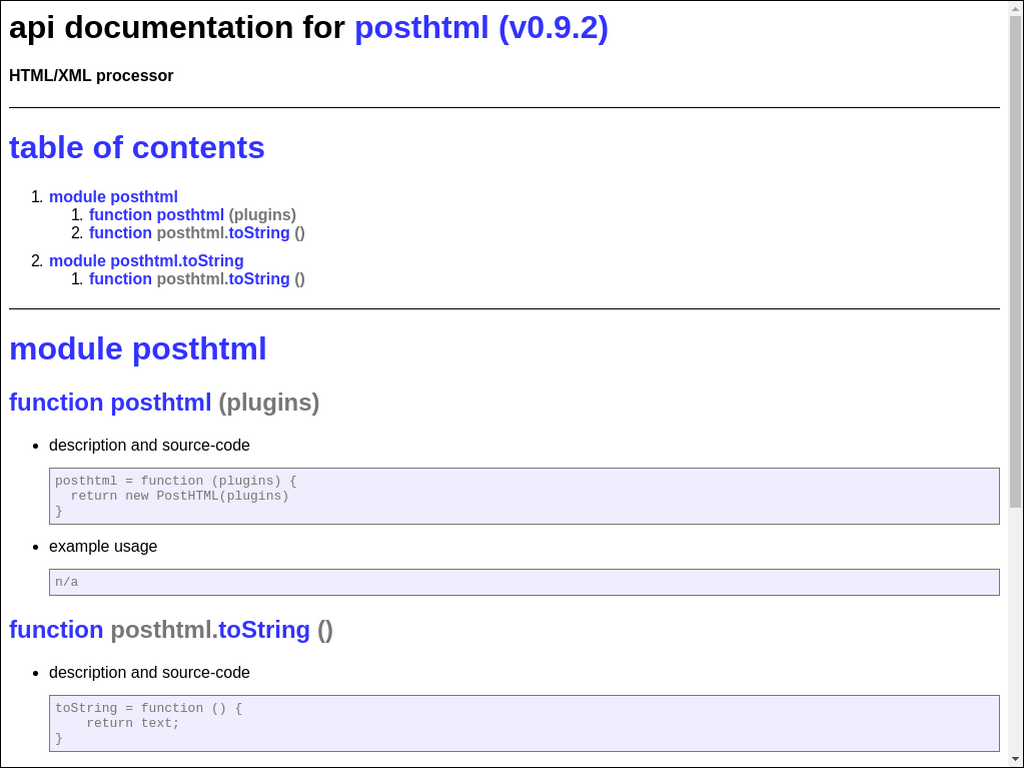 api documentation for posthtml (v0.9.2)
HTML/XML processor
table of contents
1. module posthtml
1. function posthtml (plugins)
2. function posthtml.toString ()
2. module posthtml.toString
1. function posthtml.toString ()
module posthtml
function posthtml (plugins)
• description and source-code
posthtml = function (plugins) {
  return new PostHTML(plugins)
}
• example usage
n/a
function posthtml.toString ()
• description and source-code
toString = function () {
    return text;
}